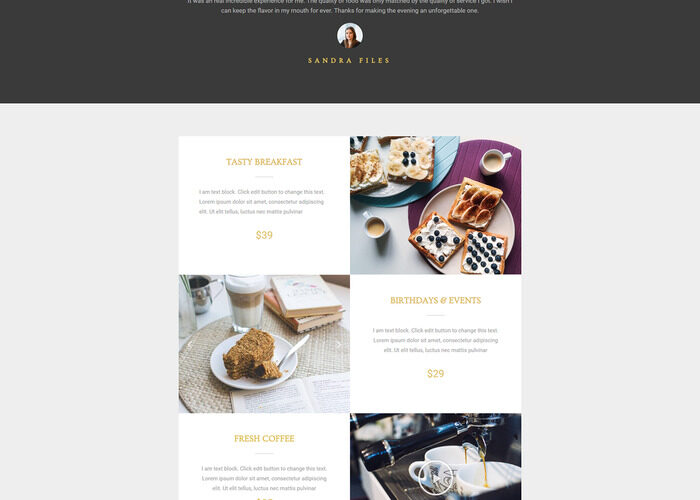 It was an real incredible experience for me. The quality of food was only matched by the quality of service I got. I wish I
can keep the flavor in my mouth for ever. Thanks for making the evening an unforgettable one.
SANDRA FILES
TASTY BREAKFAST
I am text block. Click edit button to change this text.
Lorem ipsum dolor sit amet, consectetur adipiscing
elit. Ut elit tellus, luctus nec mattis pulvinar
$39
BIRTHDAYS & EVENTS
I am text block. Click edit button to change this text.
Lorem ipsum dolor sit amet, consectetur adipiscing
elit. Ut elit tellus, luctus nec mattis pulvinar
$29
FRESH COFFEE
I am text block. Click edit button to change this text.
Lorem ipsum dolor sit amet, consectetur adipiscing
elit. Ut elit tellus, luctus nec mattis pulvinar